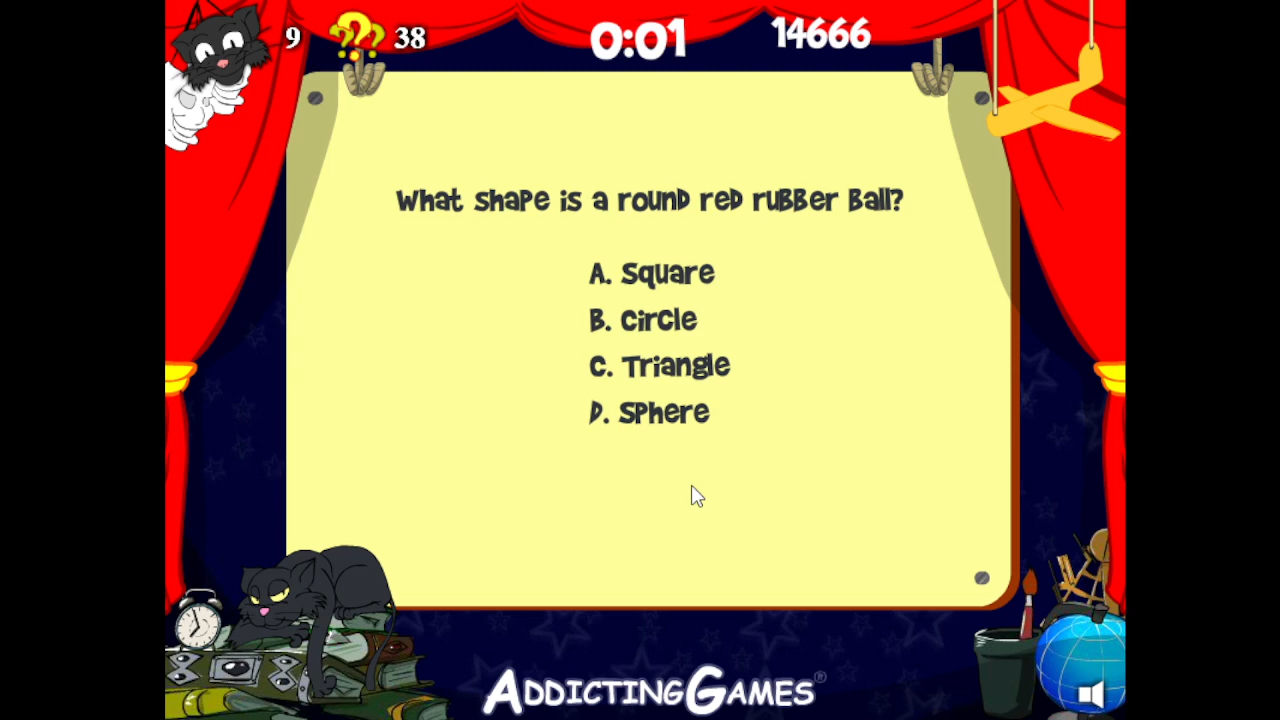 9 ??? 38 0:01 14666
What shape is a round red rubber ball?
A. Square
B. Circle
C. Triangle
D. Sphere
AddictingGames®